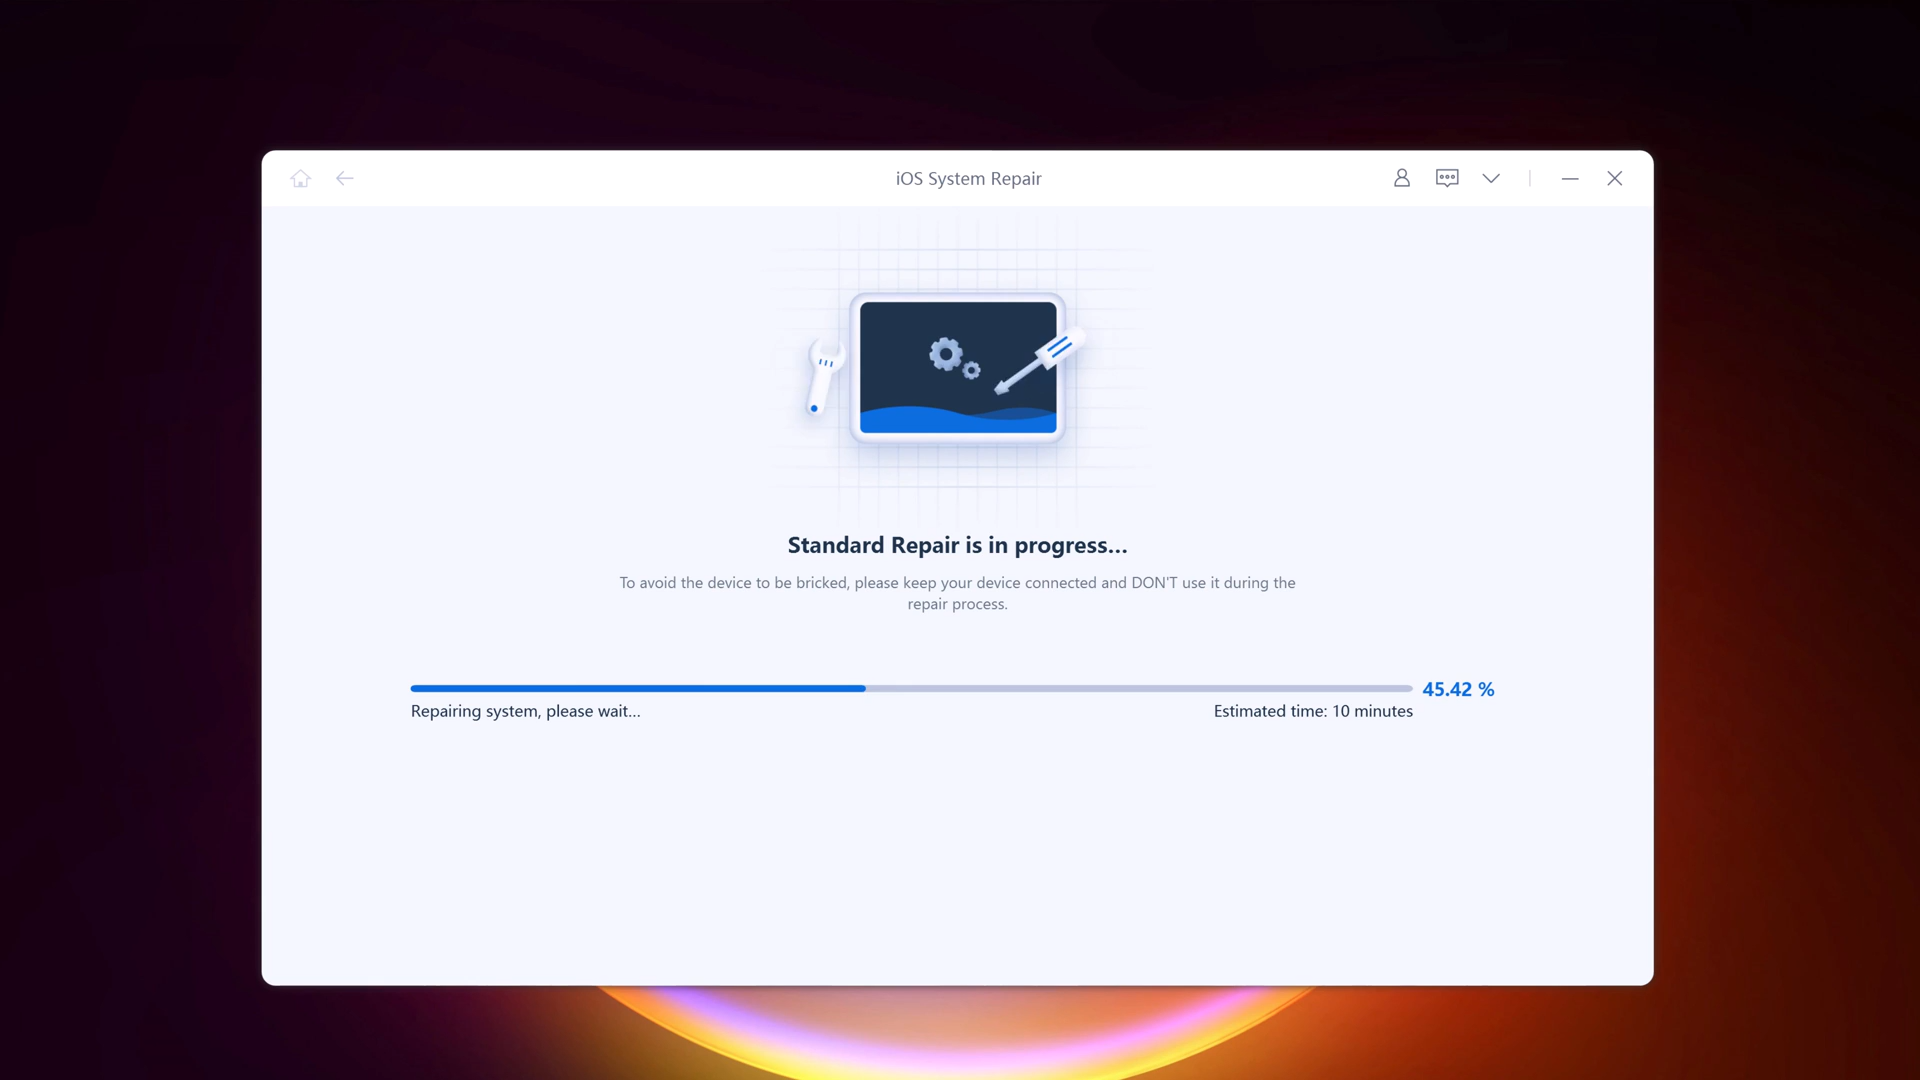 iOS System Repair
Standard Repair is in progress...
To avoid the device to be bricked, please keep your device connected and DON'T use it during the
repair process.
45.42 %
Repairing system, please wait...
Estimated time: 10 minutes